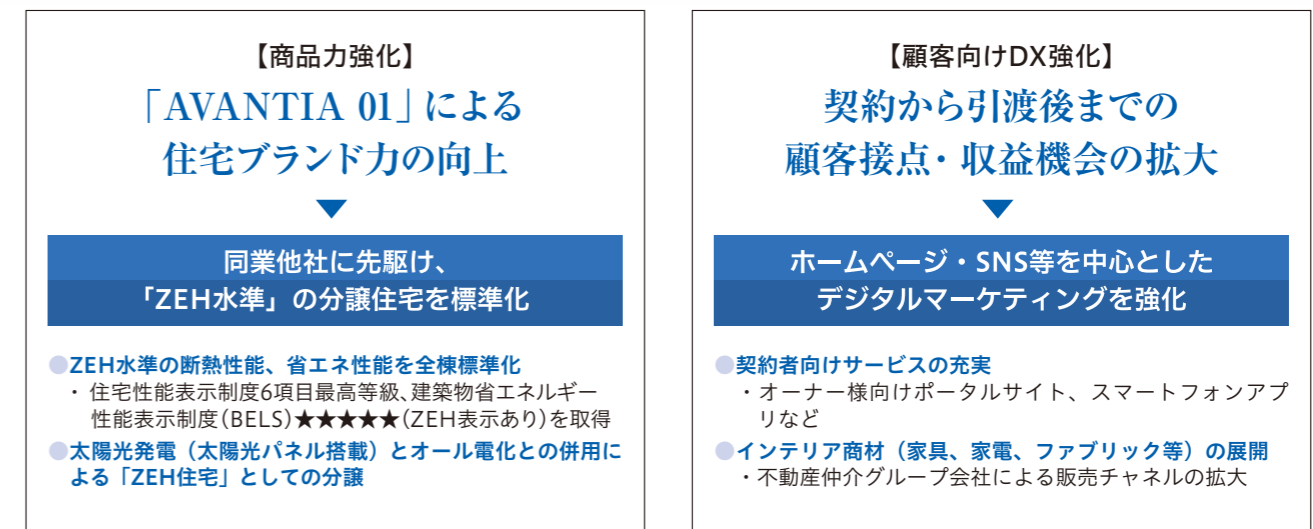 【商品力強化】
「AVANTIA 01」による
住宅ブランド力の向上
同業他社に先駆け、
「ZEH水準」の分譲住宅を標準化
●ZEH水準の断熱性能、省エネ性能を全棟標準化
・住宅性能表示制度6項目最高等級、建築物省エネルギー
性能表示制度(BELS)★★★★★(ZEH表示あり)を取得
●太陽光発電（太陽光パネル搭載）とオール電化との併用に
よる「ZEH住宅」としての分譲
【顧客向けDX強化】
契約から引渡後までの
顧客接点・収益機会の拡大
ホームページ・SNS等を中心とした
デジタルマーケティングを強化
●契約者向けサービスの充実
・オーナー様向けポータルサイト、スマートフォンアプ
リなど
●インテリア商材（家具、家電、ファブリック等）の展開
・不動産仲介グループ会社による販売チャネルの拡大